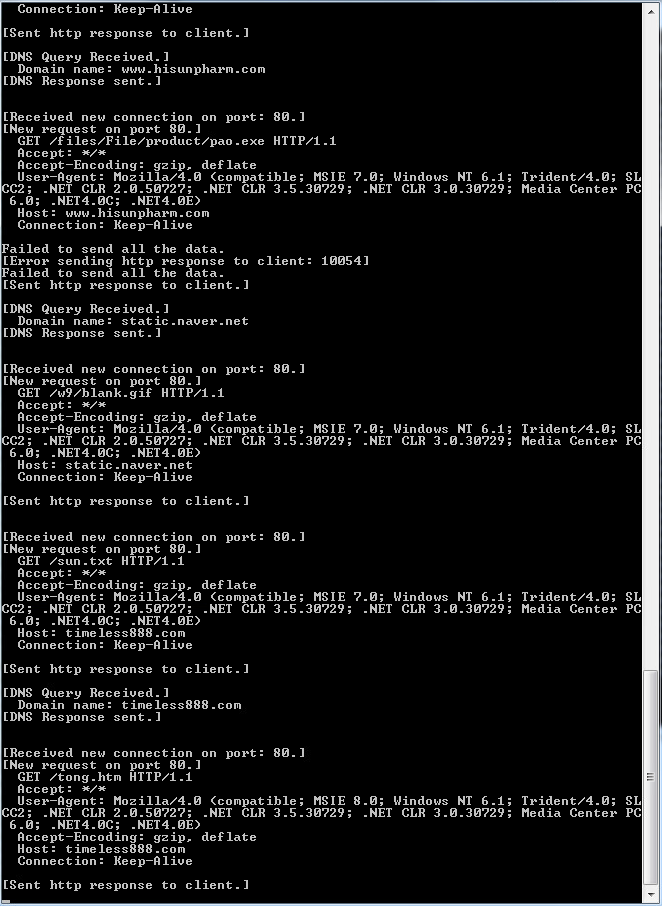 Connection: Keep-Alive
[Sent http response to client.]
[DNS Query Received.]
Domain name: www.hisunpharm.com
[DNS Response sent.]
[Received new connection on port: 80.]
[New request on port 80.]
GET /files/File/product/pao.exe HTTP/1.1
Accept: */*
Accept-Encoding: gzip, deflate
User-Agent: Mozilla/4.0 (compatible; MSIE 7.0; Windows NT 6.1; Trident/4.0; SL
CC2; .NET CLR 2.0.50727; .NET CLR 3.5.30729; .NET CLR 3.0.30729; Media Center PC
6.0; .NET4.0C; .NET4.0E)
Host: www.hisunpharm.com
Connection: Keep-Alive
Failed to send all the data.
[Error sending http response to client: 10054]
Failed to send all the data.
[Sent http response to client.]
[DNS Query Received.]
Domain name: static.naver.net
[DNS Response sent.]
[Received new connection on port: 80.]
[New request on port 80.]
GET /w9/blank.gif HTTP/1.1
Accept: */*
Accept-Encoding: gzip, deflate
User-Agent: Mozilla/4.0 (compatible; MSIE 7.0; Windows NT 6.1; Trident/4.0; SL
CC2; .NET CLR 2.0.50727; .NET CLR 3.5.30729; .NET CLR 3.0.30729; Media Center PC
6.0; .NET4.0C; .NET4.0E)
Host: static.naver.net
Connection: Keep-Alive
[Sent http response to client.]
[Received new connection on port: 80.]
[New request on port 80.]
GET /sun.txt HTTP/1.1
Accept: */*
Accept-Encoding: gzip, deflate
User-Agent: Mozilla/4.0 (compatible; MSIE 7.0; Windows NT 6.1; Trident/4.0; SL
CC2; .NET CLR 2.0.50727; .NET CLR 3.5.30729; .NET CLR 3.0.30729; Media Center PC
6.0; .NET4.0C; .NET4.0E)
Host: timeless888.com
Connection: Keep-Alive
[Sent http response to client.]
[DNS Query Received.]
Domain name: timeless888.com
[DNS Response sent.]
[Received new connection on port: 80.]
[New request on port 80.]
GET /tong.htm HTTP/1.1
Accept: */*
User-Agent: Mozilla/4.0 (compatible; MSIE 8.0; Windows NT 6.1; Trident/4.0; SL
CC2; .NET CLR 2.0.50727; .NET CLR 3.5.30729; .NET CLR 3.0.30729; Media Center PC
6.0; .NET4.0C; .NET4.0E)
Accept-Encoding: gzip, deflate
Host: timeless888.com
Connection: Keep-Alive
[Sent http response to client.]